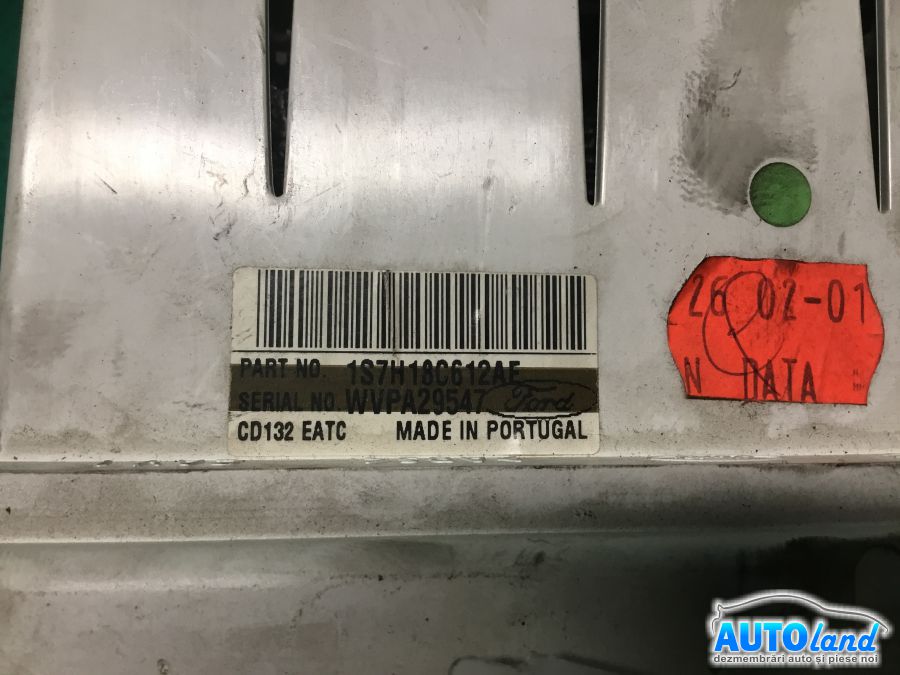 PART NO. 1S7H18C612AE
SERIAL NO. WVPA29547 Ford
CD132 EATC MADE IN PORTUGAL
26 02-01
N DATA
AUTOland
dezmembrări auto și piese noi